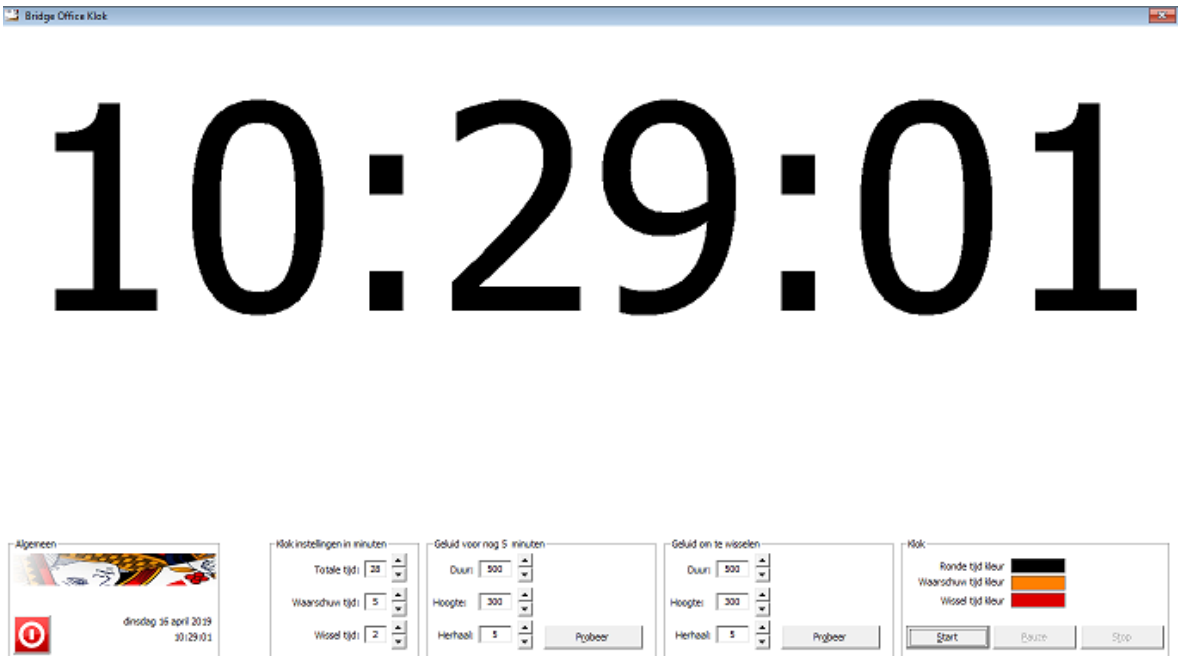 Bridge Office Klok
10:29:01
Algemeen
dinsdag 16 april 2019
10:29:01
Klok instellingen in minuten
Totale tijd: 28
Waarschuw tijd: 5
Wissel tijd: 2
Geluid voor nog 5 minuten
Duur: 500
Hoogte: 300
Herhaal: 5
Probeer
Geluid om te wisselen
Duur: 500
Hoogte: 300
Herhaal: 5
Probeer
Klok
Ronde tijd kleur
Waarschuw tijd kleur
Wissel tijd kleur
Start Pauze Stop